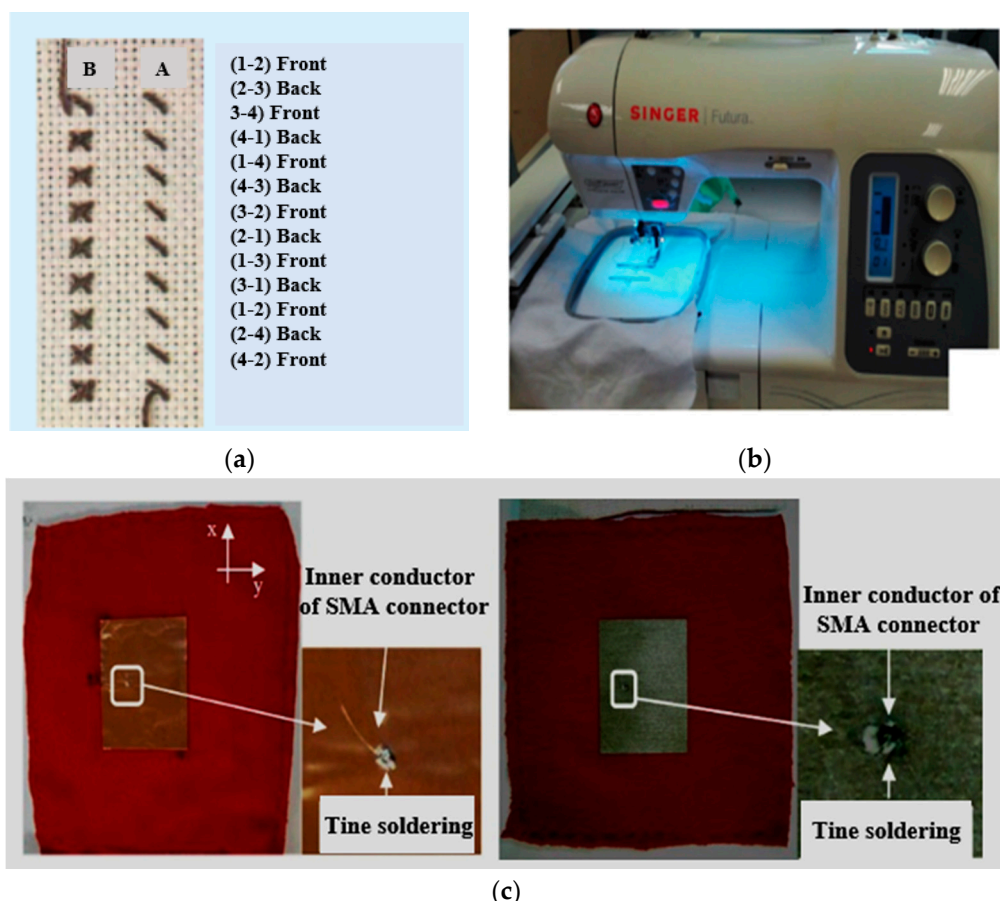 B A
(1-2) Front
(2-3) Back
3-4) Front
(4-1) Back
(1-4) Front
(4-3) Back
(3-2) Front
(2-1) Back
(1-3) Front
(3-1) Back
(1-2) Front
(2-4) Back
(4-2) Front
SINGER | Futura
(a)
(b)
x
y
Inner conductor
of SMA connector
Tine soldering
Inner conductor of
SMA connector
Tine soldering
(c)